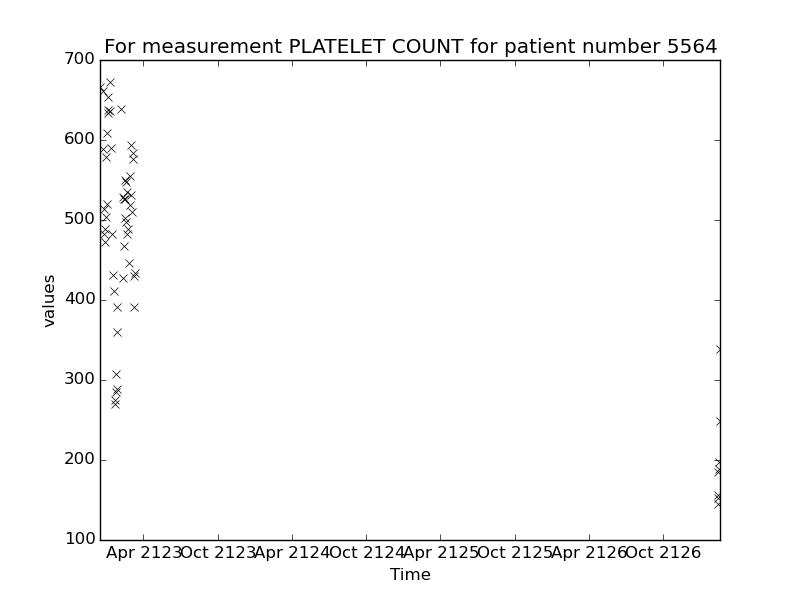 For measurement PLATELET COUNT for patient number 5564
700
600
500
400
300
200
100
values
Apr 2123 Oct 2123 Apr 2124 Oct 2124 Apr 2125 Oct 2125 Apr 2126 Oct 2126
Time